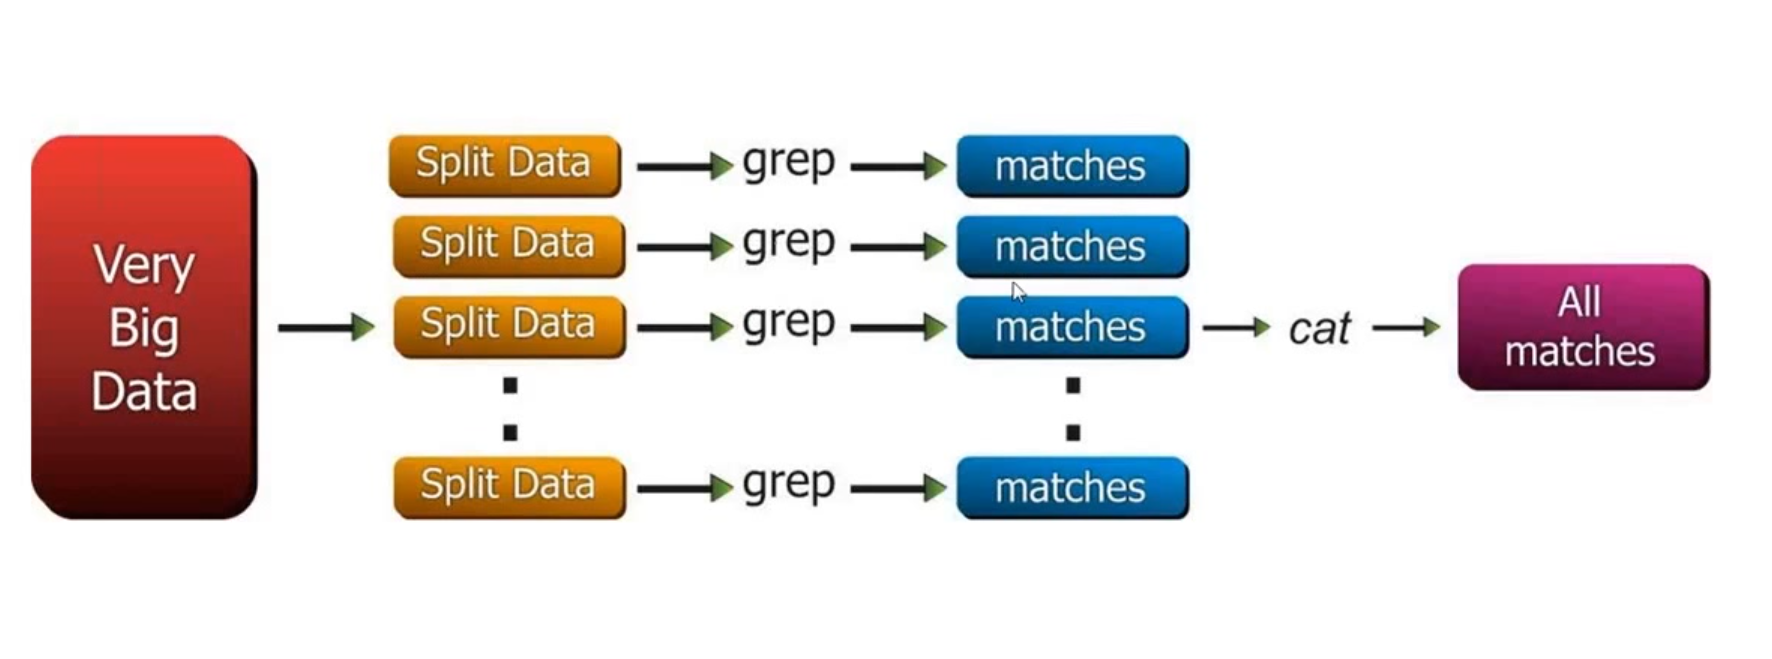 Very
Big
Data
Split Data grep matches
Split Data grep matches
Split Data grep matches
Split Data grep matches
cat
All
matches